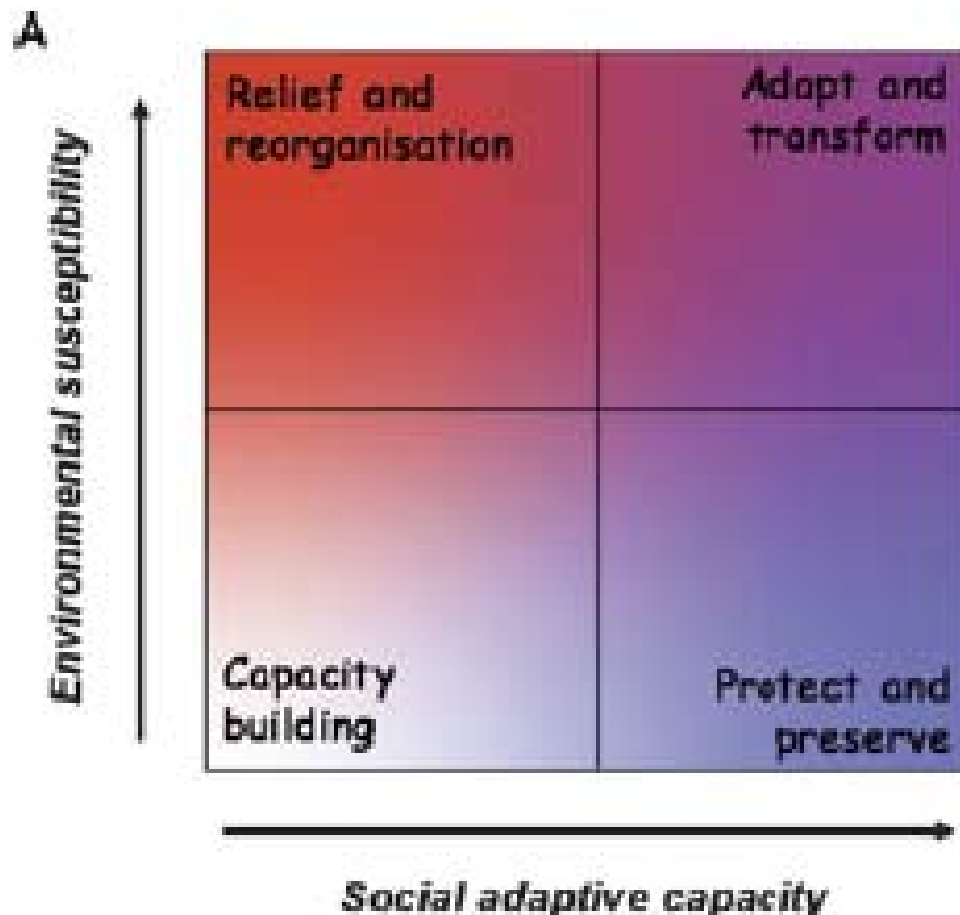 A
Relief and
reorganisation
Adapt and
transform
Environmental susceptibility
Capacity
building
Protect and
preserve
Social adaptive capacity